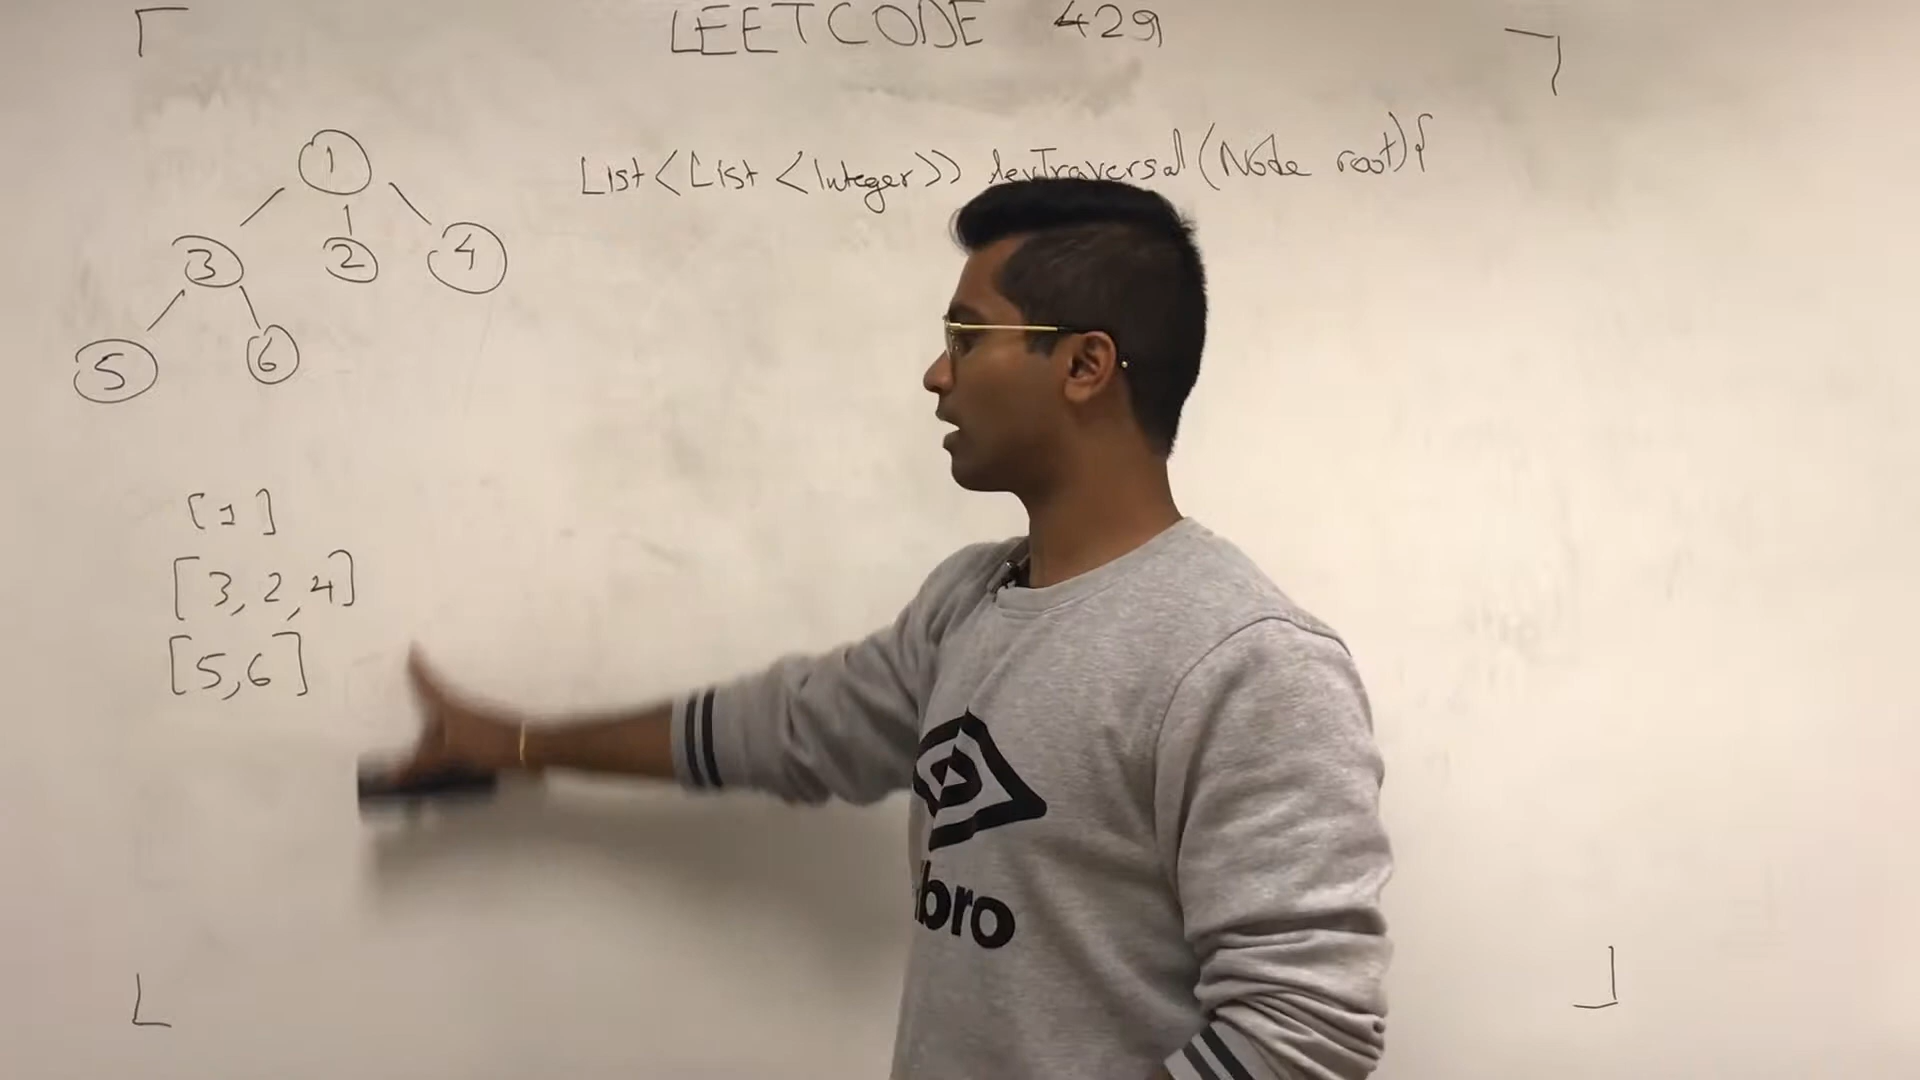 LEETCODE 429
List<List<Integer>> levTraversal(Node root){
1
3 2 4
5 6
[1]
[3,2,4]
[5,6]
bro